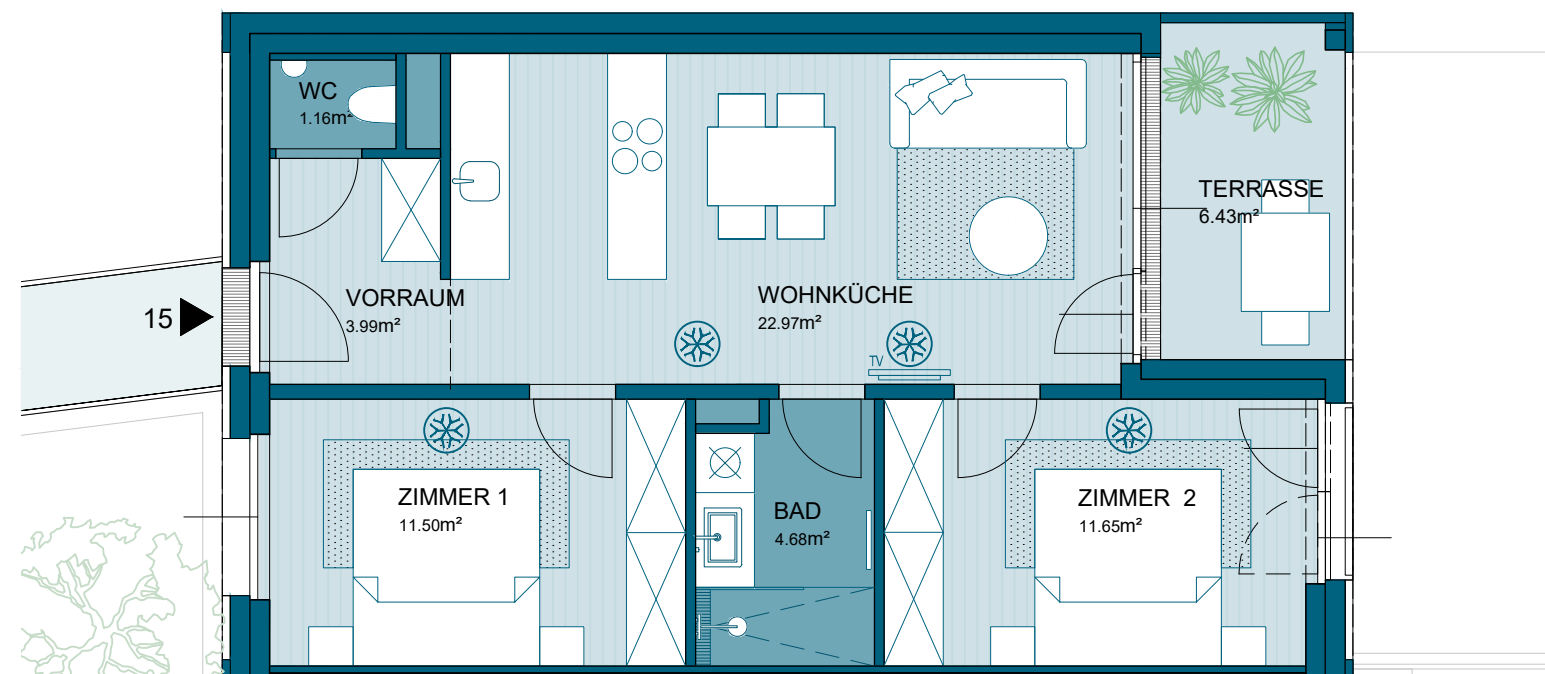 WC
1.16m²
TERRASSE
6.43m²
VORRAUM
3.99m²
WOHNKÜCHE
22.97m²
15
TV
ZIMMER 1
11.50m²
BAD
4.68m²
ZIMMER 2
11.65m²